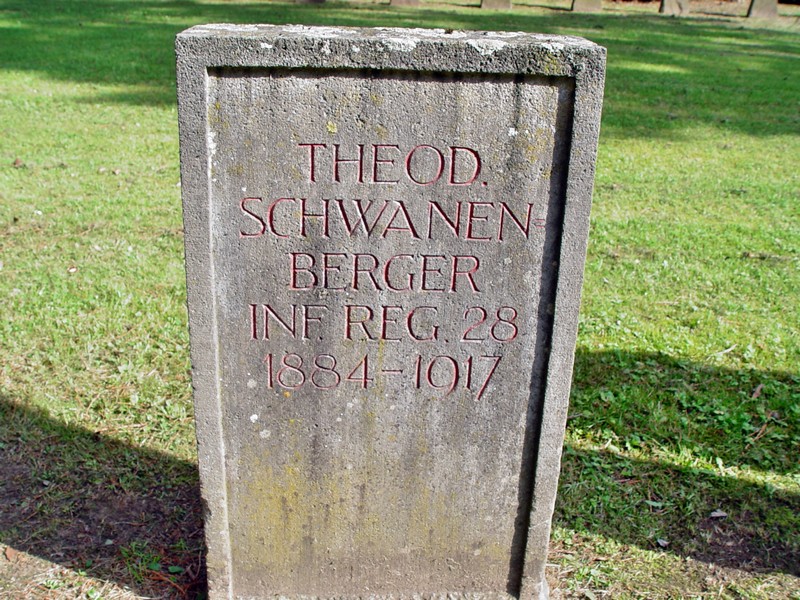 THEOD.
SCHWANEN-
BERGER
INF. REG. 28
1884-1917